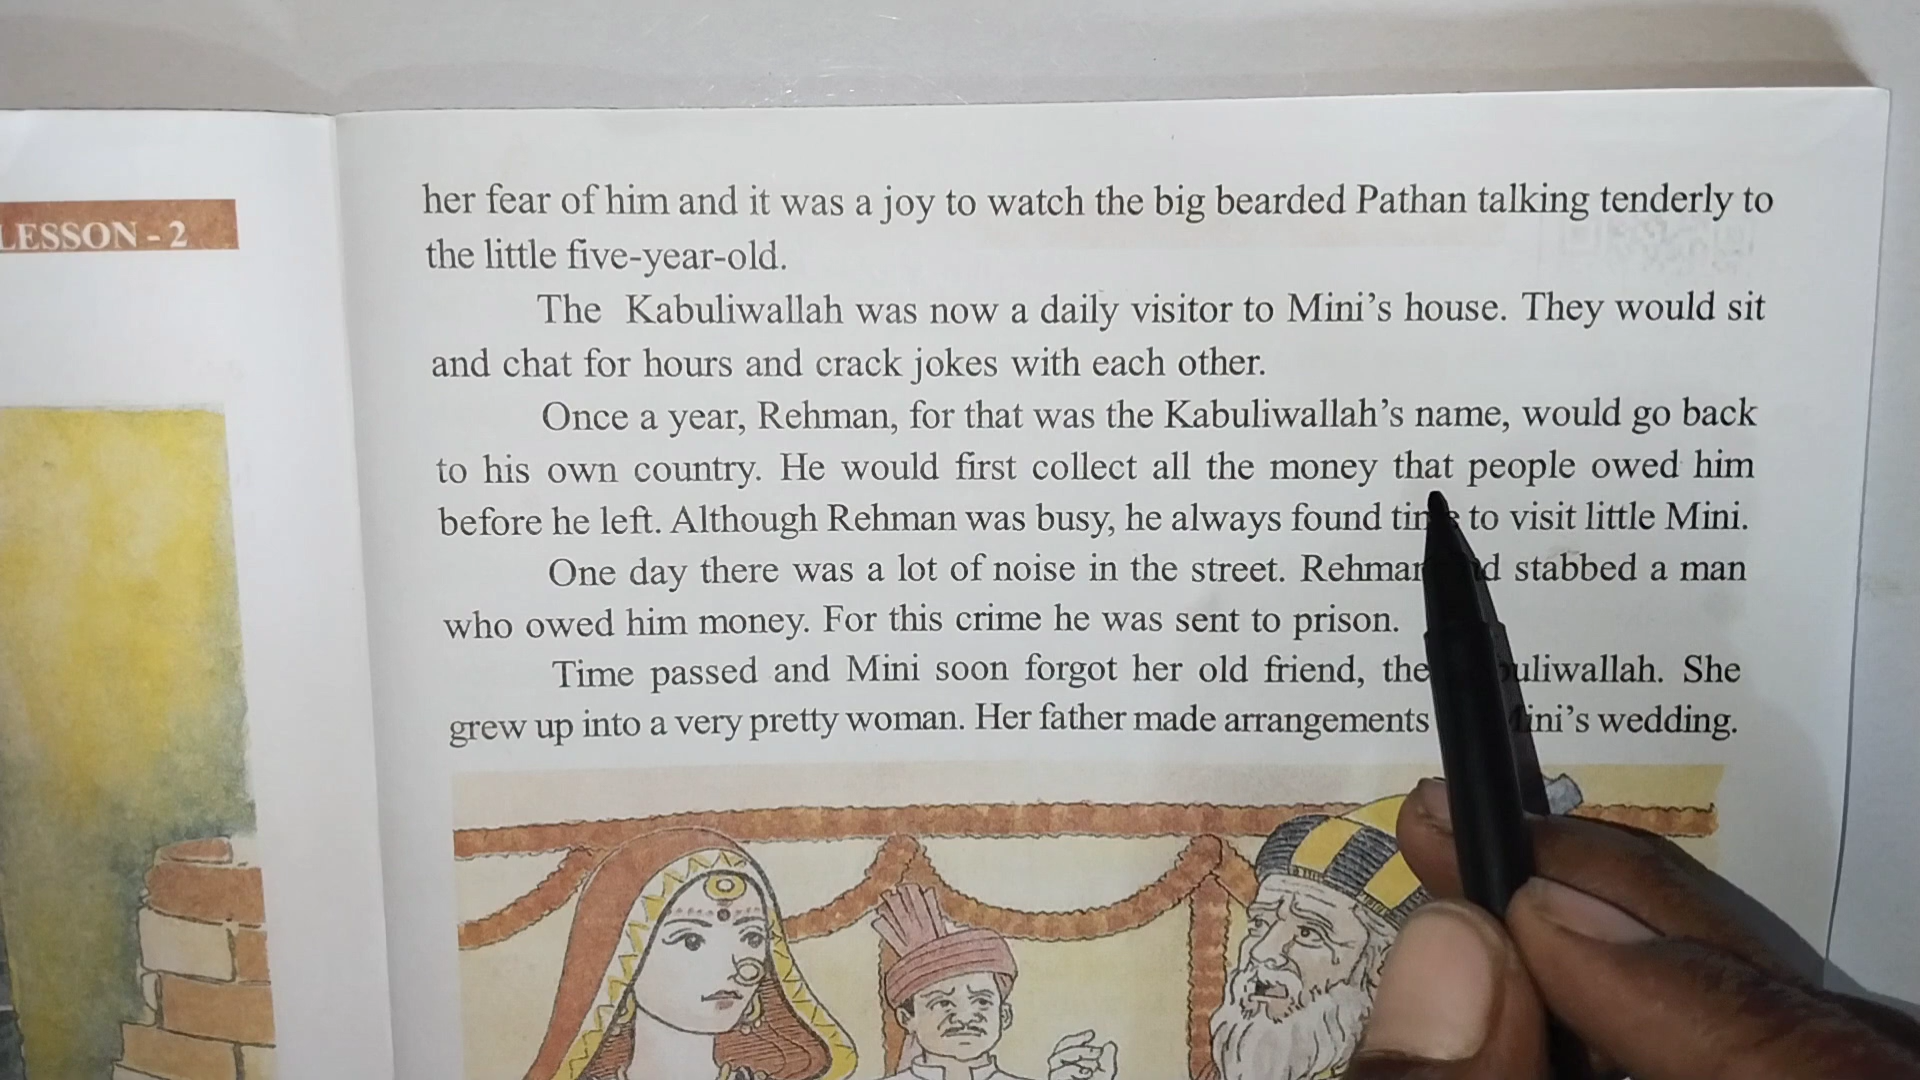 LESSON - 2
her fear of him and it was a joy to watch the big bearded Pathan talking tenderly to
the little five-year-old.
The Kabuliwallah was now a daily visitor to Mini's house. They would sit
and chat for hours and crack jokes with each other.
Once a year, Rehman, for that was the Kabuliwallah's name, would go back
to his own country. He would first collect all the money that people owed him
before he left. Although Rehman was busy, he always found to visit little Mini.
One day there was a lot of noise in the street. stabbed a man
who owed him money. For this crime he was sent to prison.
Time passed and Mini soon forgot her old friend, the She
grew up into a very pretty woman. Her father made arrangements wedding.